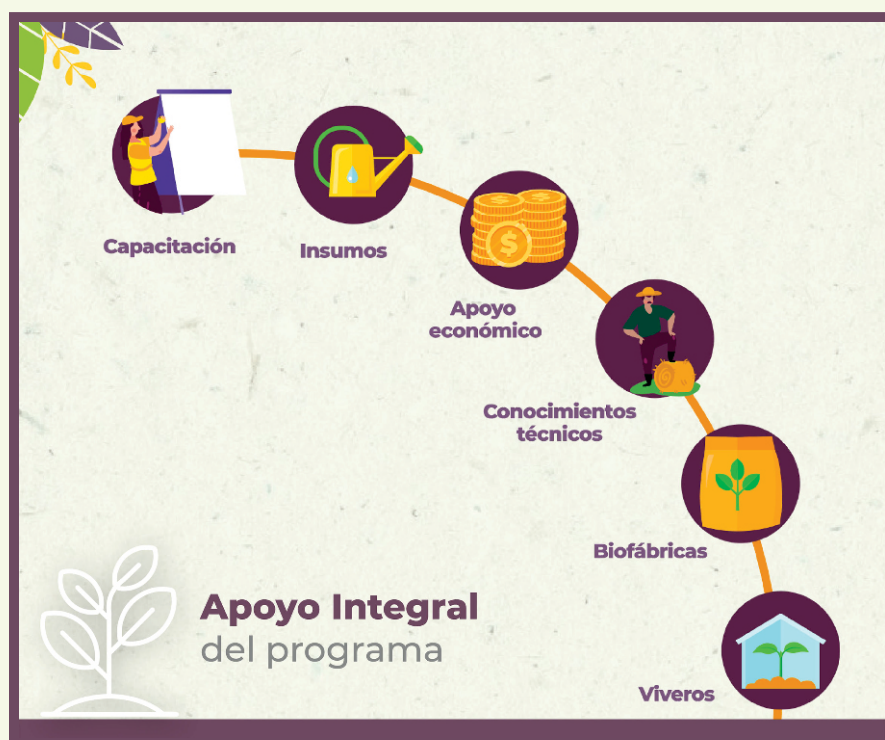 Capacitación
Insumos
$
Apoyo
económico
Conocimientos
técnicos
Biofábricas
Viveros
Apoyo Integral
del programa